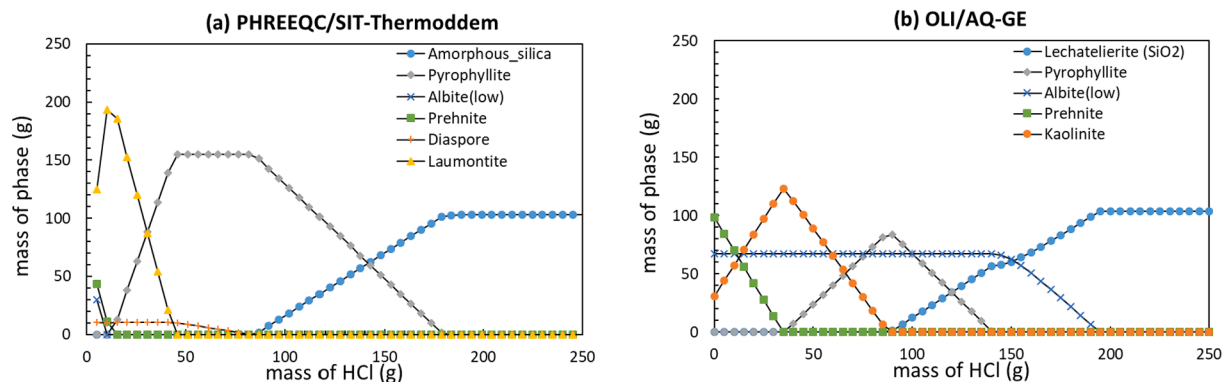 (a) PHREEQC/SIT-Thermoddem
250
200
150
100
50
0
mass of phase (g)
Amorphous_silica
Pyrophyllite
Albite(low)
Prehnite
Diaspore
Laumontite
0 50 100 150 200 250
mass of HCl (g)
(b) OLI/AQ-GE
250
200
150
100
50
0
mass of phase (g)
Lechatelierite (SiO2)
Pyrophyllite
Albite(low)
Prehnite
Kaolinite
0 50 100 150 200 250
mass of HCl (g)